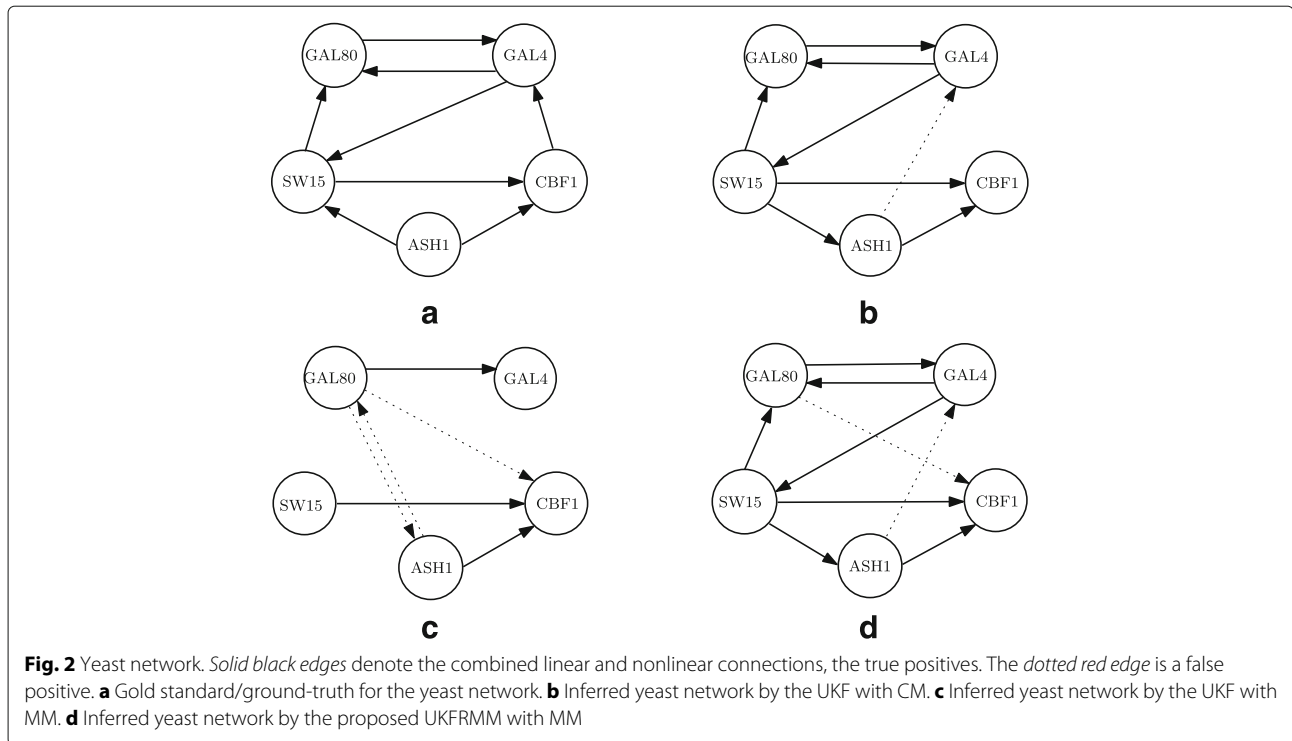 GAL80
GAL4
SW15
CBF1
ASH1
a
GAL80
GAL4
SW15
CBF1
ASH1
b
GAL80
GAL4
SW15
CBF1
ASH1
c
GAL80
GAL4
SW15
CBF1
ASH1
d
Fig. 2 Yeast network. Solid black edges denote the combined linear and nonlinear connections, the true positives. The dotted red edge is a false
positive. a Gold standard/ground-truth for the yeast network. b Inferred yeast network by the UKF with CM. c Inferred yeast network by the UKF with
MM. d Inferred yeast network by the proposed UKFRMM with MM